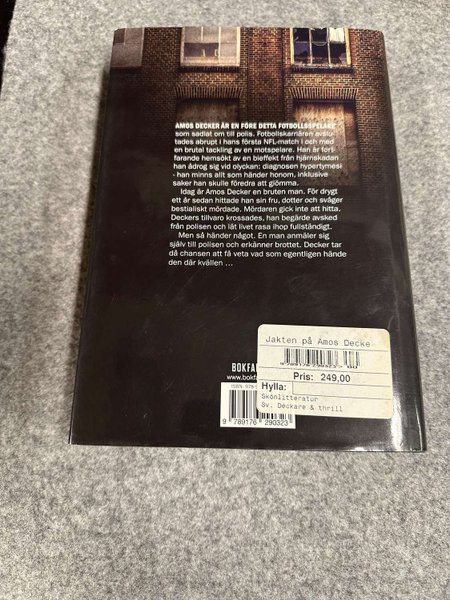 AMOS DECKER ÄR EN FÖRE DETTA FOTBOLLSSPELARE
som sadlat om till polis. Fotbollskarriären avslu-
tades abrupt i hans första NFL-match i och med
en brutal tackling av en motspelare. Han är fort-
farande hemsökt av en bieffekt från hjärnskadan
han ådrog sig vid olyckan: diagnosen hypertymesi
- han minns allt som händer honom, inklusive
saker han skulle föredra att glömma.
Idag är Amos Decker en bruten man. För drygt
ett år sedan hittade han sin fru, dotter och svåger
bestialiskt mördade. Mördaren gick inte att hitta.
Deckers tillvaro krossades, han begärde avsked
från polisen och lät livet rasa ihop fullständigt.
Men så händer något. En man anmäler sig
själv till polisen och erkänner brottet. Decker tar
då chansen att få veta vad som egentligen hände
den där kvällen ...
Jakten på Amos Decke
9789176290323
Pris: 249,00
Hylla:
Skönlitteratur
Sv. Deckare & thrill
BOKFA
www.bokfa
ISBN 978-
9 789176 290323